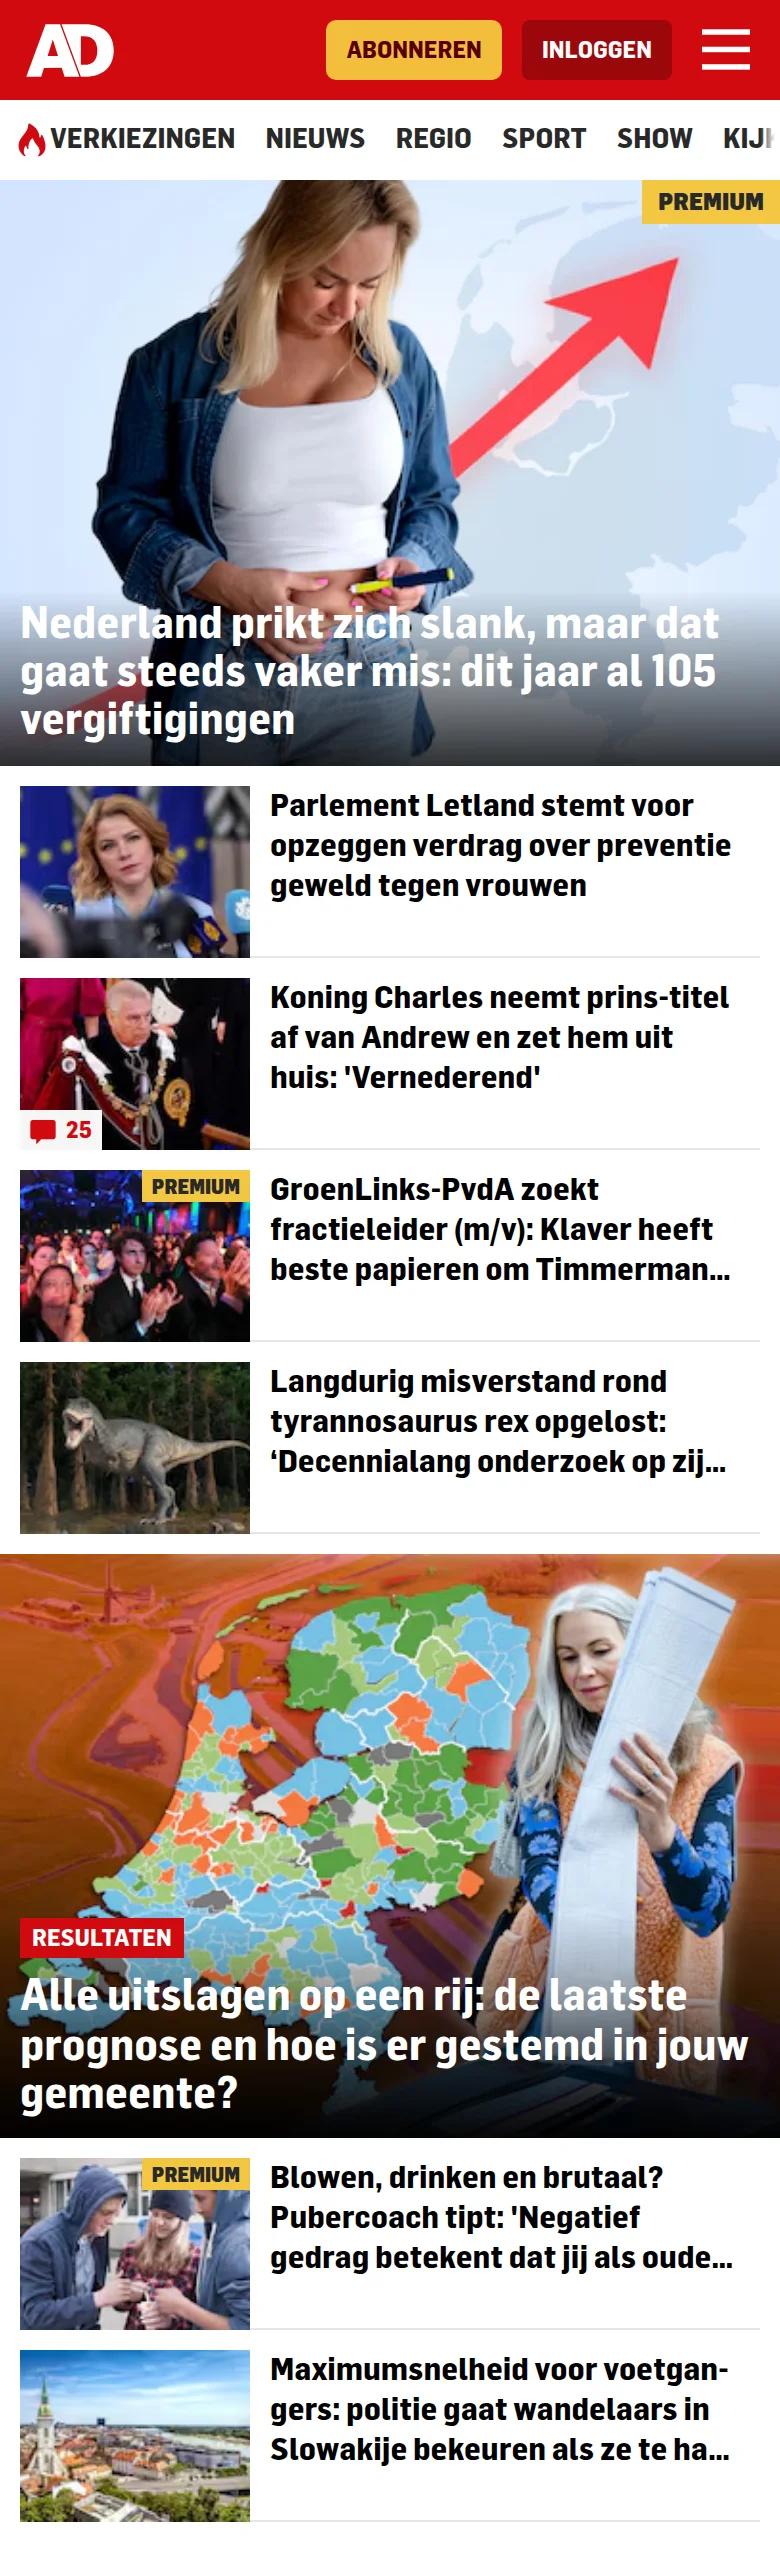 AD
ABONNEREN
INLOGGEN
VERKIEZINGEN NIEUWS REGIO SPORT SHOW
PREMIUM
Nederland prikt zich slank, maar dat
gaat steeds vaker mis: dit jaar al 105
vergiftigingen
Parlement Letland stemt voor
opzeggen verdrag over preventie
geweld tegen vrouwen
Koning Charles neemt prins-titel
af van Andrew en zet hem uit
huis: 'Vernederend'
25
PREMIUM
GroenLinks-PvdA zoekt
fractieleider (m/v): Klaver heeft
beste papieren om Timmerman...
Langdurig misverstand rond
tyrannosaurus rex opgelost:
‘Decennialang onderzoek op zij...
RESULTATEN
Alle uitslagen op een rij: de laatste
prognose en hoe is er gestemd in jouw
gemeente?
PREMIUM
Blowen, drinken en brutaal?
Pubercoach tipt: 'Negatief
gedrag betekent dat jij als oude...
Maximumsnelheid voor voetgan-
gers: politie gaat wandelaars in
Slowakije bekeuren als ze te ha...